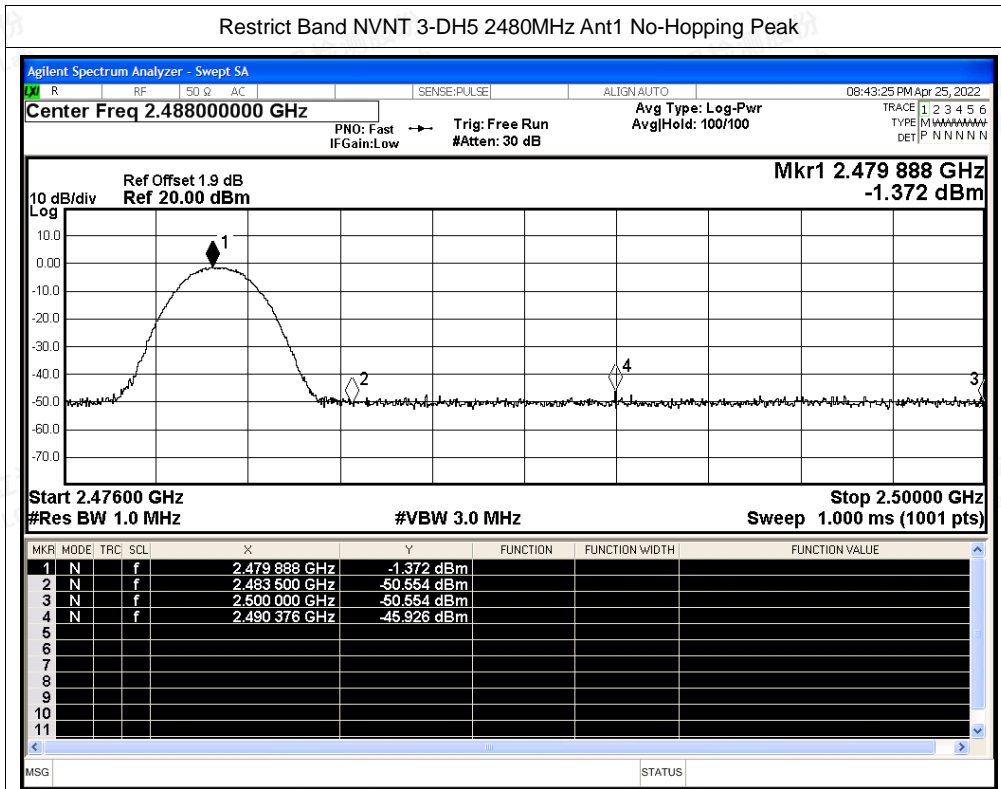 Restrict Band NVNT 3-DH5 2480MHz Ant1 No-Hopping Peak
Agilent Spectrum Analyzer - Swept SA
LXI R RF 50 Ω AC SENSE:PULSE ALIGN AUTO 08:43:25 PM Apr 25, 2022
Center Freq 2.488000000 GHz
PNO: Fast
IFGain:Low
Trig: Free Run
#Atten: 30 dB
Avg Type: Log-Pwr
Avg|Hold: 100/100
TRACE 1 2 3 4 5 6
TYPE M WWWWW
DET P N N N N N
Mkr1 2.479 888 GHz
-1.372 dBm
Ref Offset 1.9 dB
10 dB/div Ref 20.00 dBm
Log
10.0
0.00
-10.0
-20.0
-30.0
-40.0
-50.0
-60.0
-70.0
1
2
4
3
Start 2.47600 GHz Stop 2.50000 GHz
#Res BW 1.0 MHz #VBW 3.0 MHz Sweep 1.000 ms (1001 pts)
MKR MODE TRC SCL X Y FUNCTION FUNCTION WIDTH FUNCTION VALUE
1 N f 2.479 888 GHz -1.372 dBm
2 N f 2.483 500 GHz -50.554 dBm
3 N f 2.500 000 GHz -50.554 dBm
4 N f 2.490 376 GHz -45.926 dBm
5
6
7
8
9
10
11
MSG STATUS